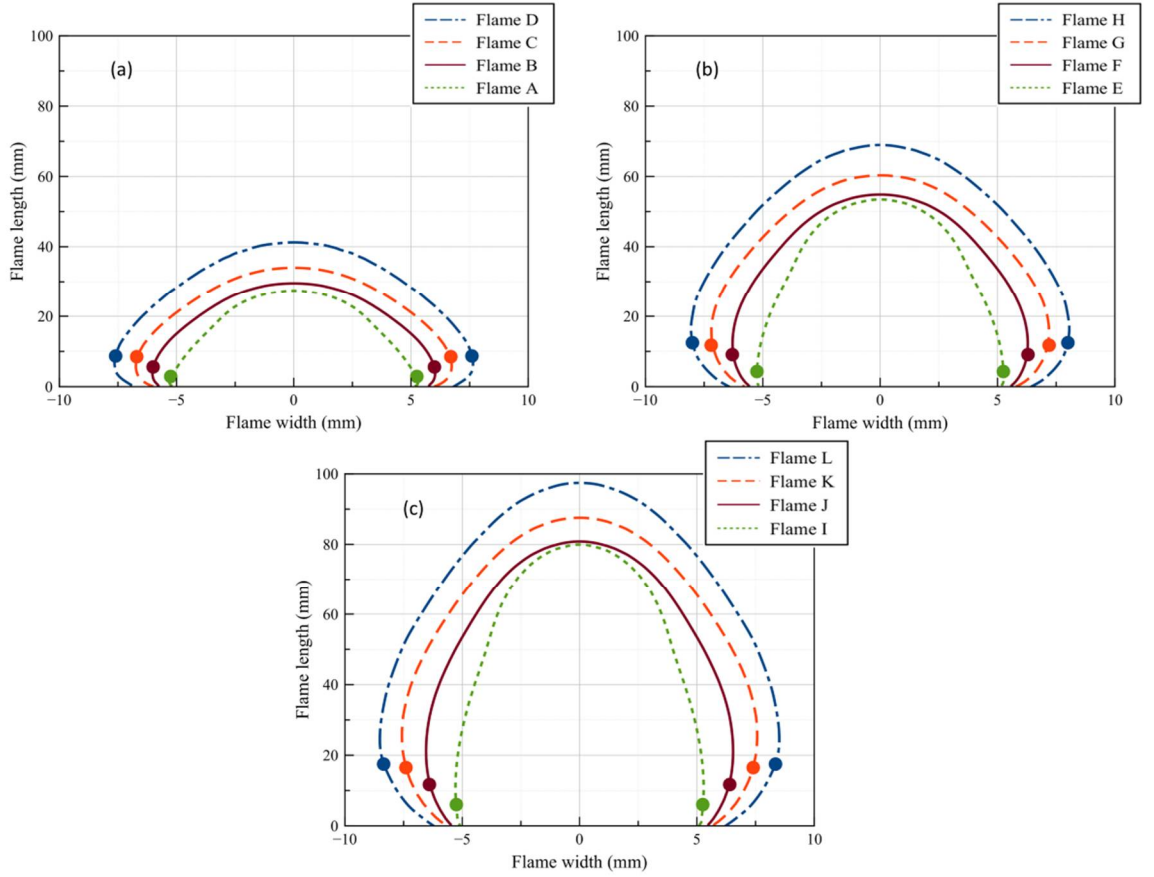 Flame D
Flame C
Flame B
Flame A
(a)
100
80
60
40
20
0
−10
−5
0
5
10
Flame length (mm)
Flame width (mm)
Flame H
Flame G
Flame F
Flame E
(b)
100
80
60
40
20
0
−10
−5
0
5
10
Flame length (mm)
Flame width (mm)
Flame L
Flame K
Flame J
Flame I
(c)
100
80
60
40
20
0
−10
−5
0
5
10
Flame length (mm)
Flame width (mm)